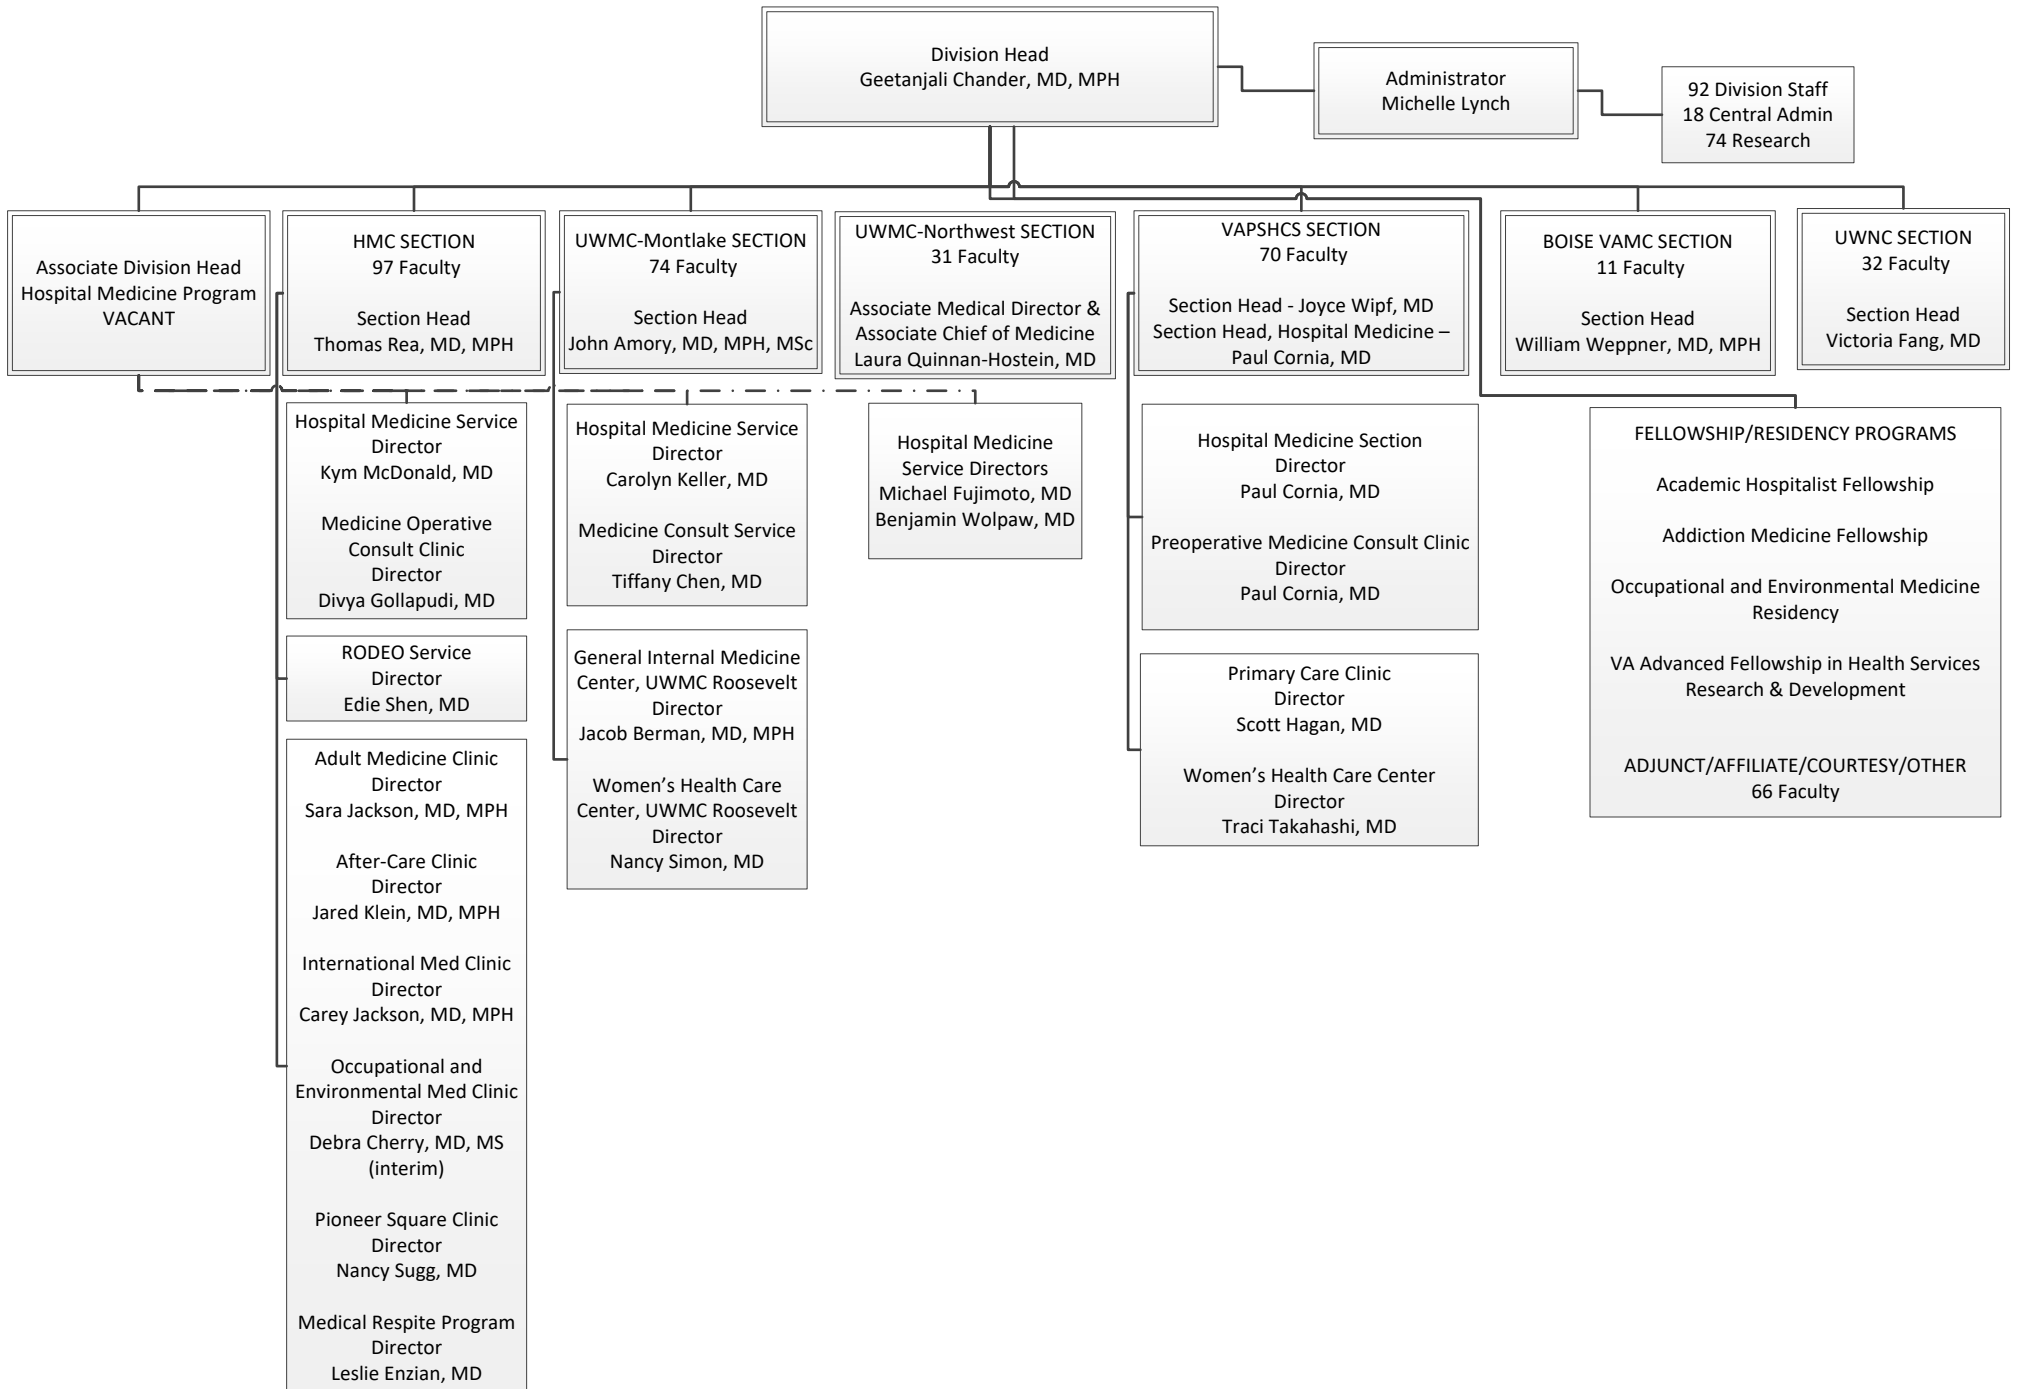 Division Head
Geetanjali Chander, MD, MPH
Administrator
Michelle Lynch
92 Division Staff
18 Central Admin
74 Research
Associate Division Head
Hospital Medicine Program
VACANT
HMC SECTION
97 Faculty
Section Head
Thomas Rea, MD, MPH
UWMC-Montlake SECTION
74 Faculty
Section Head
John Amory, MD, MPH, MSc
UWMC-Northwest SECTION
31 Faculty
Associate Medical Director &
Associate Chief of Medicine
Laura Quinnan-Hostein, MD
VAPSHCS SECTION
70 Faculty
Section Head - Joyce Wipf, MD
Section Head, Hospital Medicine –
Paul Cornia, MD
BOISE VAMC SECTION
11 Faculty
Section Head
William Weppner, MD, MPH
UWNC SECTION
32 Faculty
Section Head
Victoria Fang, MD
Hospital Medicine Service
Director
Kym McDonald, MD
Medicine Operative
Consult Clinic
Director
Divya Gollapudi, MD
RODEO Service
Director
Edie Shen, MD
Adult Medicine Clinic
Director
Sara Jackson, MD, MPH
After-Care Clinic
Director
Jared Klein, MD, MPH
International Med Clinic
Director
Carey Jackson, MD, MPH
Occupational and
Environmental Med Clinic
Director
Debra Cherry, MD, MS
(interim)
Pioneer Square Clinic
Director
Nancy Sugg, MD
Medical Respite Program
Director
Leslie Enzian, MD
Hospital Medicine Service
Director
Carolyn Keller, MD
Medicine Consult Service
Director
Tiffany Chen, MD
General Internal Medicine
Center, UWMC Roosevelt
Director
Jacob Berman, MD, MPH
Women’s Health Care
Center, UWMC Roosevelt
Director
Nancy Simon, MD
Hospital Medicine
Service Directors
Michael Fujimoto, MD
Benjamin Wolpaw, MD
Hospital Medicine Section
Director
Paul Cornia, MD
Preoperative Medicine Consult Clinic
Director
Paul Cornia, MD
Primary Care Clinic
Director
Scott Hagan, MD
Women’s Health Care Center
Director
Traci Takahashi, MD
FELLOWSHIP/RESIDENCY PROGRAMS
Academic Hospitalist Fellowship
Addiction Medicine Fellowship
Occupational and Environmental Medicine
Residency
VA Advanced Fellowship in Health Services
Research & Development
ADJUNCT/AFFILIATE/COURTESY/OTHER
66 Faculty